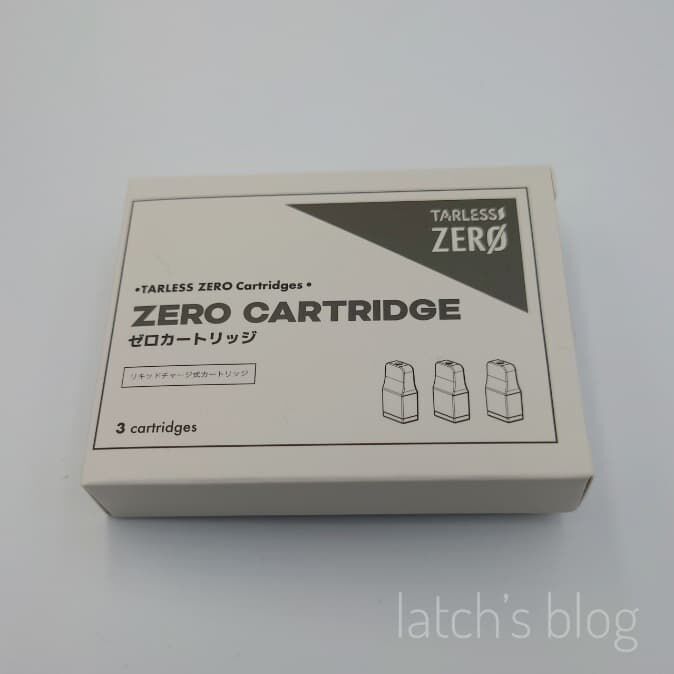 TARLESS
ZERØ
•TARLESS ZERO Cartridges•
ZERO CARTRIDGE
ゼロカートリッジ
リキッドチャージ式カートリッジ
3 cartridges
latch's blog